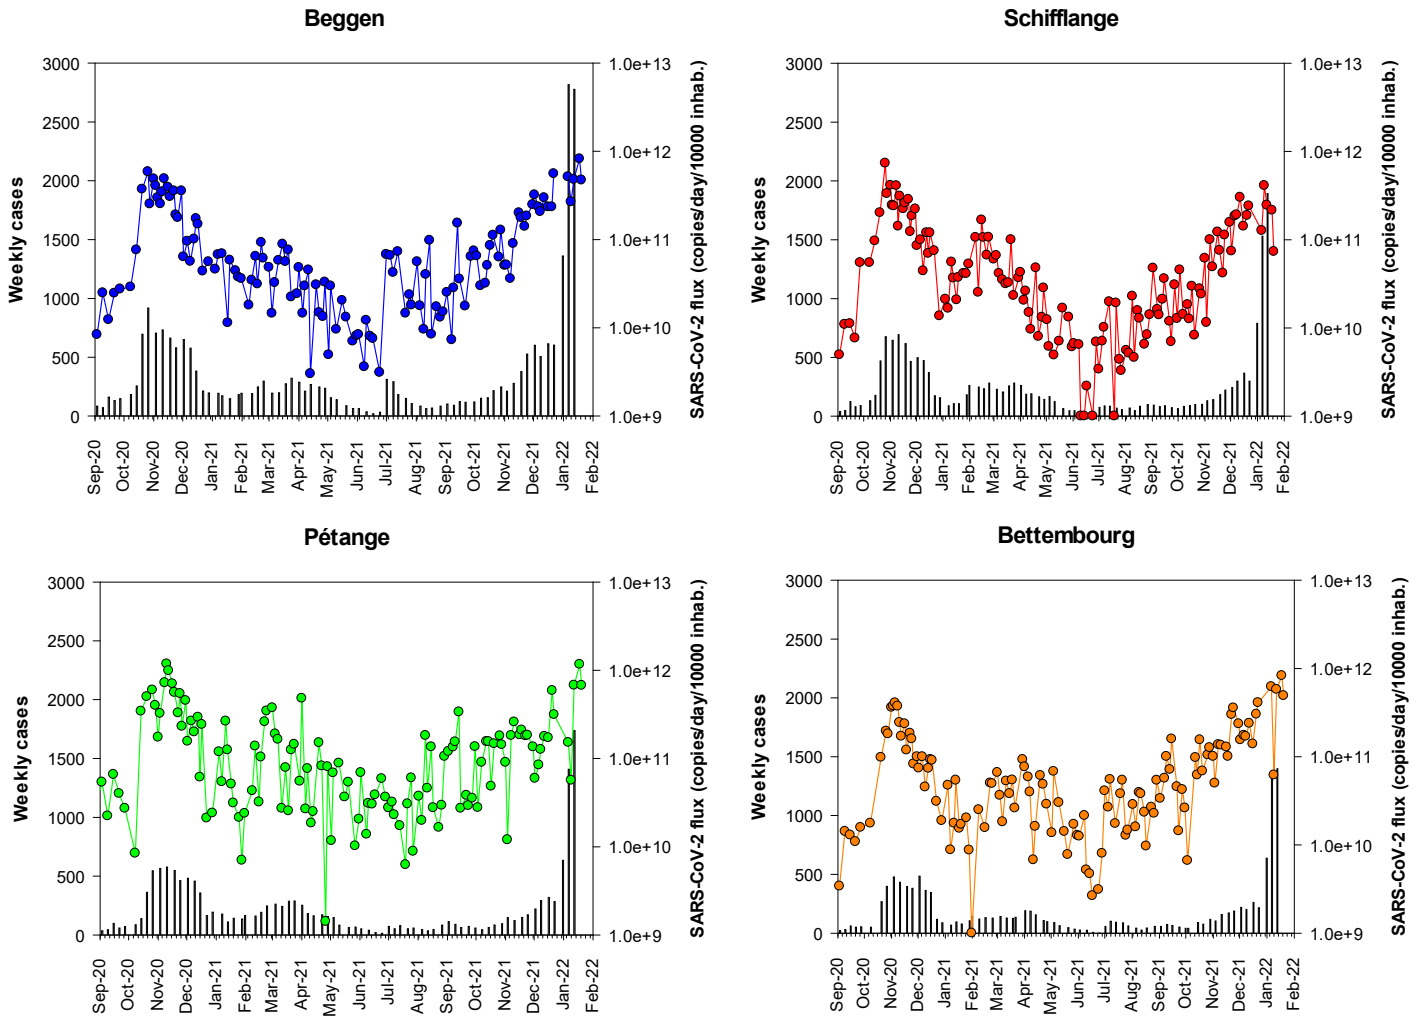 Beggen
Schifflange
3000
2500
2000
1500
1000
500
0
Weekly cases
1.0e+13
1.0e+12
1.0e+11
1.0e+10
1.0e+9
SARS-CoV-2 flux (copies/day/10000 inhab.)
Sep-20
Oct-20
Nov-20
Dec-20
Jan-21
Feb-21
Mar-21
Apr-21
May-21
Jun-21
Jul-21
Aug-21
Sep-21
Oct-21
Nov-21
Dec-21
Jan-22
Feb-22
3000
2500
2000
1500
1000
500
0
Weekly cases
1.0e+13
1.0e+12
1.0e+11
1.0e+10
1.0e+9
SARS-CoV-2 flux (copies/day/10000 inhab.)
Sep-20
Oct-20
Nov-20
Dec-20
Jan-21
Feb-21
Mar-21
Apr-21
May-21
Jun-21
Jul-21
Aug-21
Sep-21
Oct-21
Nov-21
Dec-21
Jan-22
Feb-22
Pétange
Bettembourg
3000
2500
2000
1500
1000
500
0
Weekly cases
1.0e+13
1.0e+12
1.0e+11
1.0e+10
1.0e+9
SARS-CoV-2 flux (copies/day/10000 inhab.)
Sep-20
Oct-20
Nov-20
Dec-20
Jan-21
Feb-21
Mar-21
Apr-21
May-21
Jun-21
Jul-21
Aug-21
Sep-21
Oct-21
Nov-21
Dec-21
Jan-22
Feb-22
3000
2500
2000
1500
1000
500
0
Weekly cases
1.0e+13
1.0e+12
1.0e+11
1.0e+10
1.0e+9
SARS-CoV-2 flux (copies/day/10000 inhab.)
Sep-20
Oct-20
Nov-20
Dec-20
Jan-21
Feb-21
Mar-21
Apr-21
May-21
Jun-21
Jul-21
Aug-21
Sep-21
Oct-21
Nov-21
Dec-21
Jan-22
Feb-22